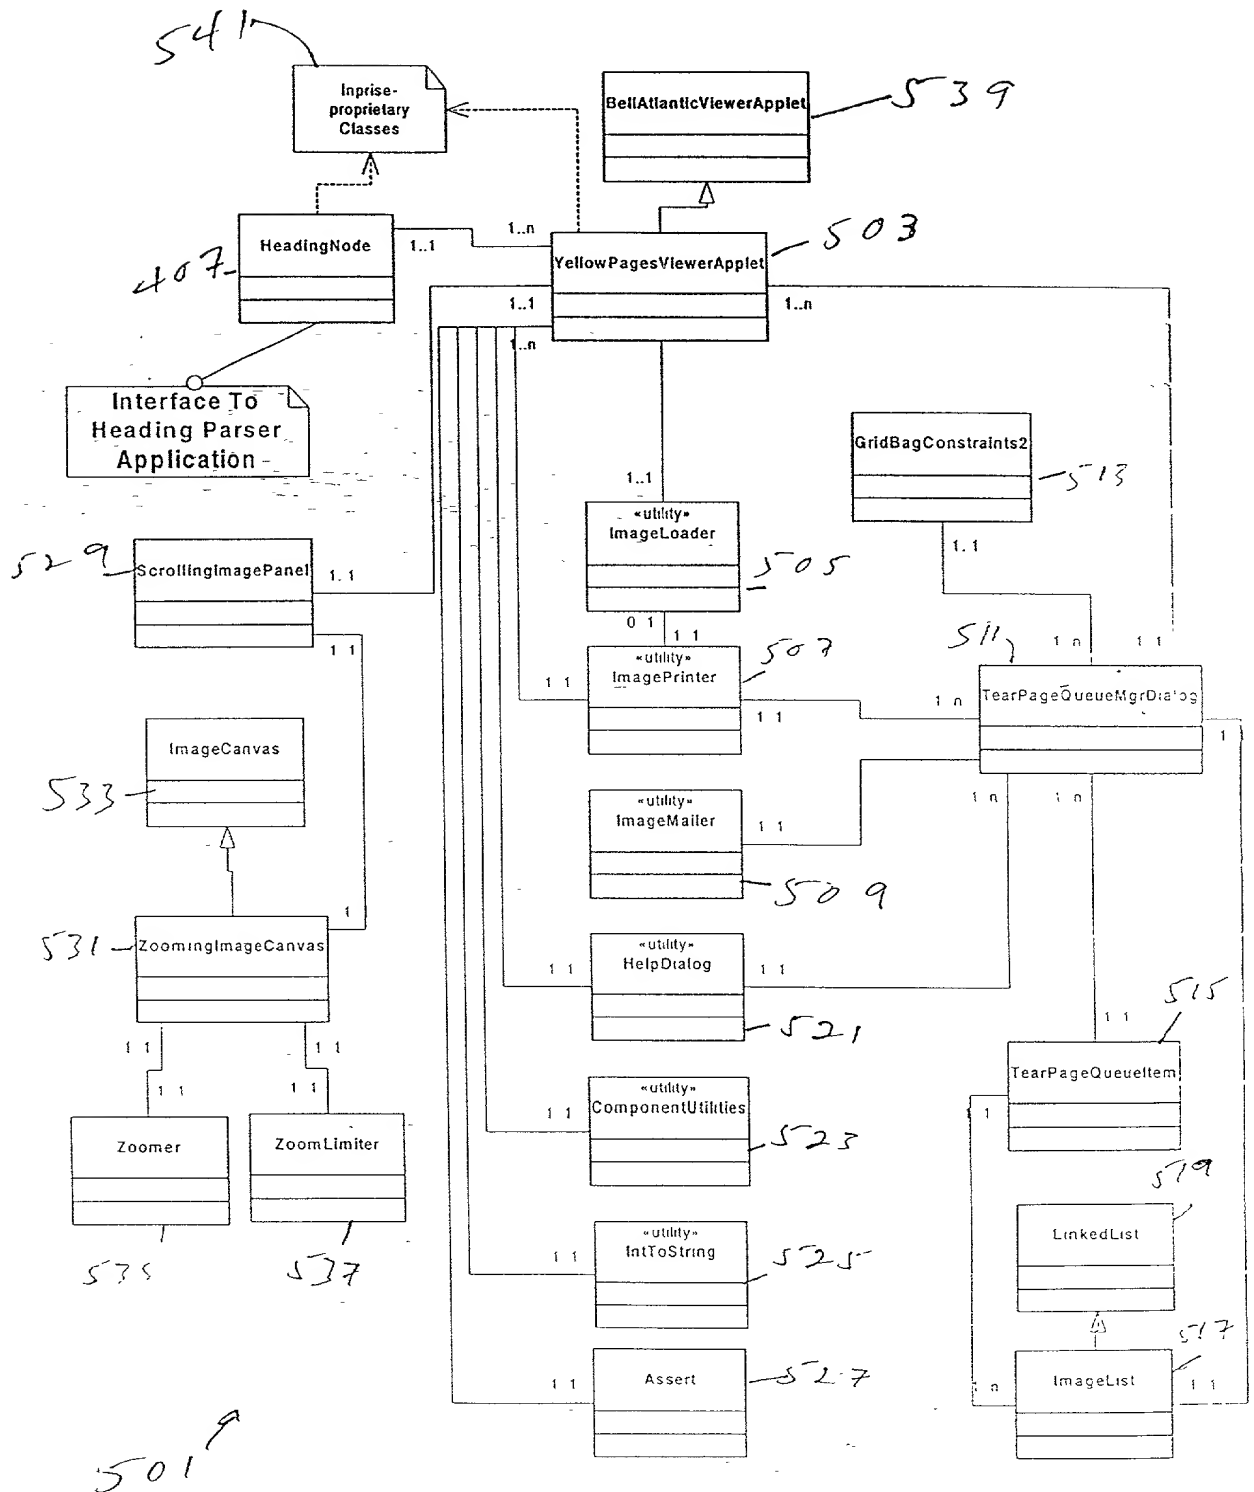 541
Inprise-
proprietary
Classes
BellAtlanticViewerApplet
539
HeadingNode
407
1..1
1..n
YellowPagesViewerApplet
503
1..1
1..n
1..n
Interface To
Heading Parser
Application
GridBagConstraints2
513
1..1
1..1
«utility»
ImageLoader
505
529
ScrollingImagePanel
1..1
1 1
0 1
1 1
«utility»
ImagePrinter
507
1 1
1 1
511
1 n
1 1
TearPageQueueMgrDialog
1 n
1
1 n
1 n
ImageCanvas
533
«utility»
ImageMailer
1 1
509
531
ZoomingImageCanvas
1
«utility»
HelpDialog
1 1
1 1
521
515
1 1
TearPageQueueItem
1
1 1
1 1
1 1
1 1
Zoomer
535
ZoomLimiter
537
«utility»
ComponentUtilities
1 1
523
519
LinkedList
«utility»
IntToString
1 1
525
517
ImageList
1 n
1 1
Assert
1 1
527
501